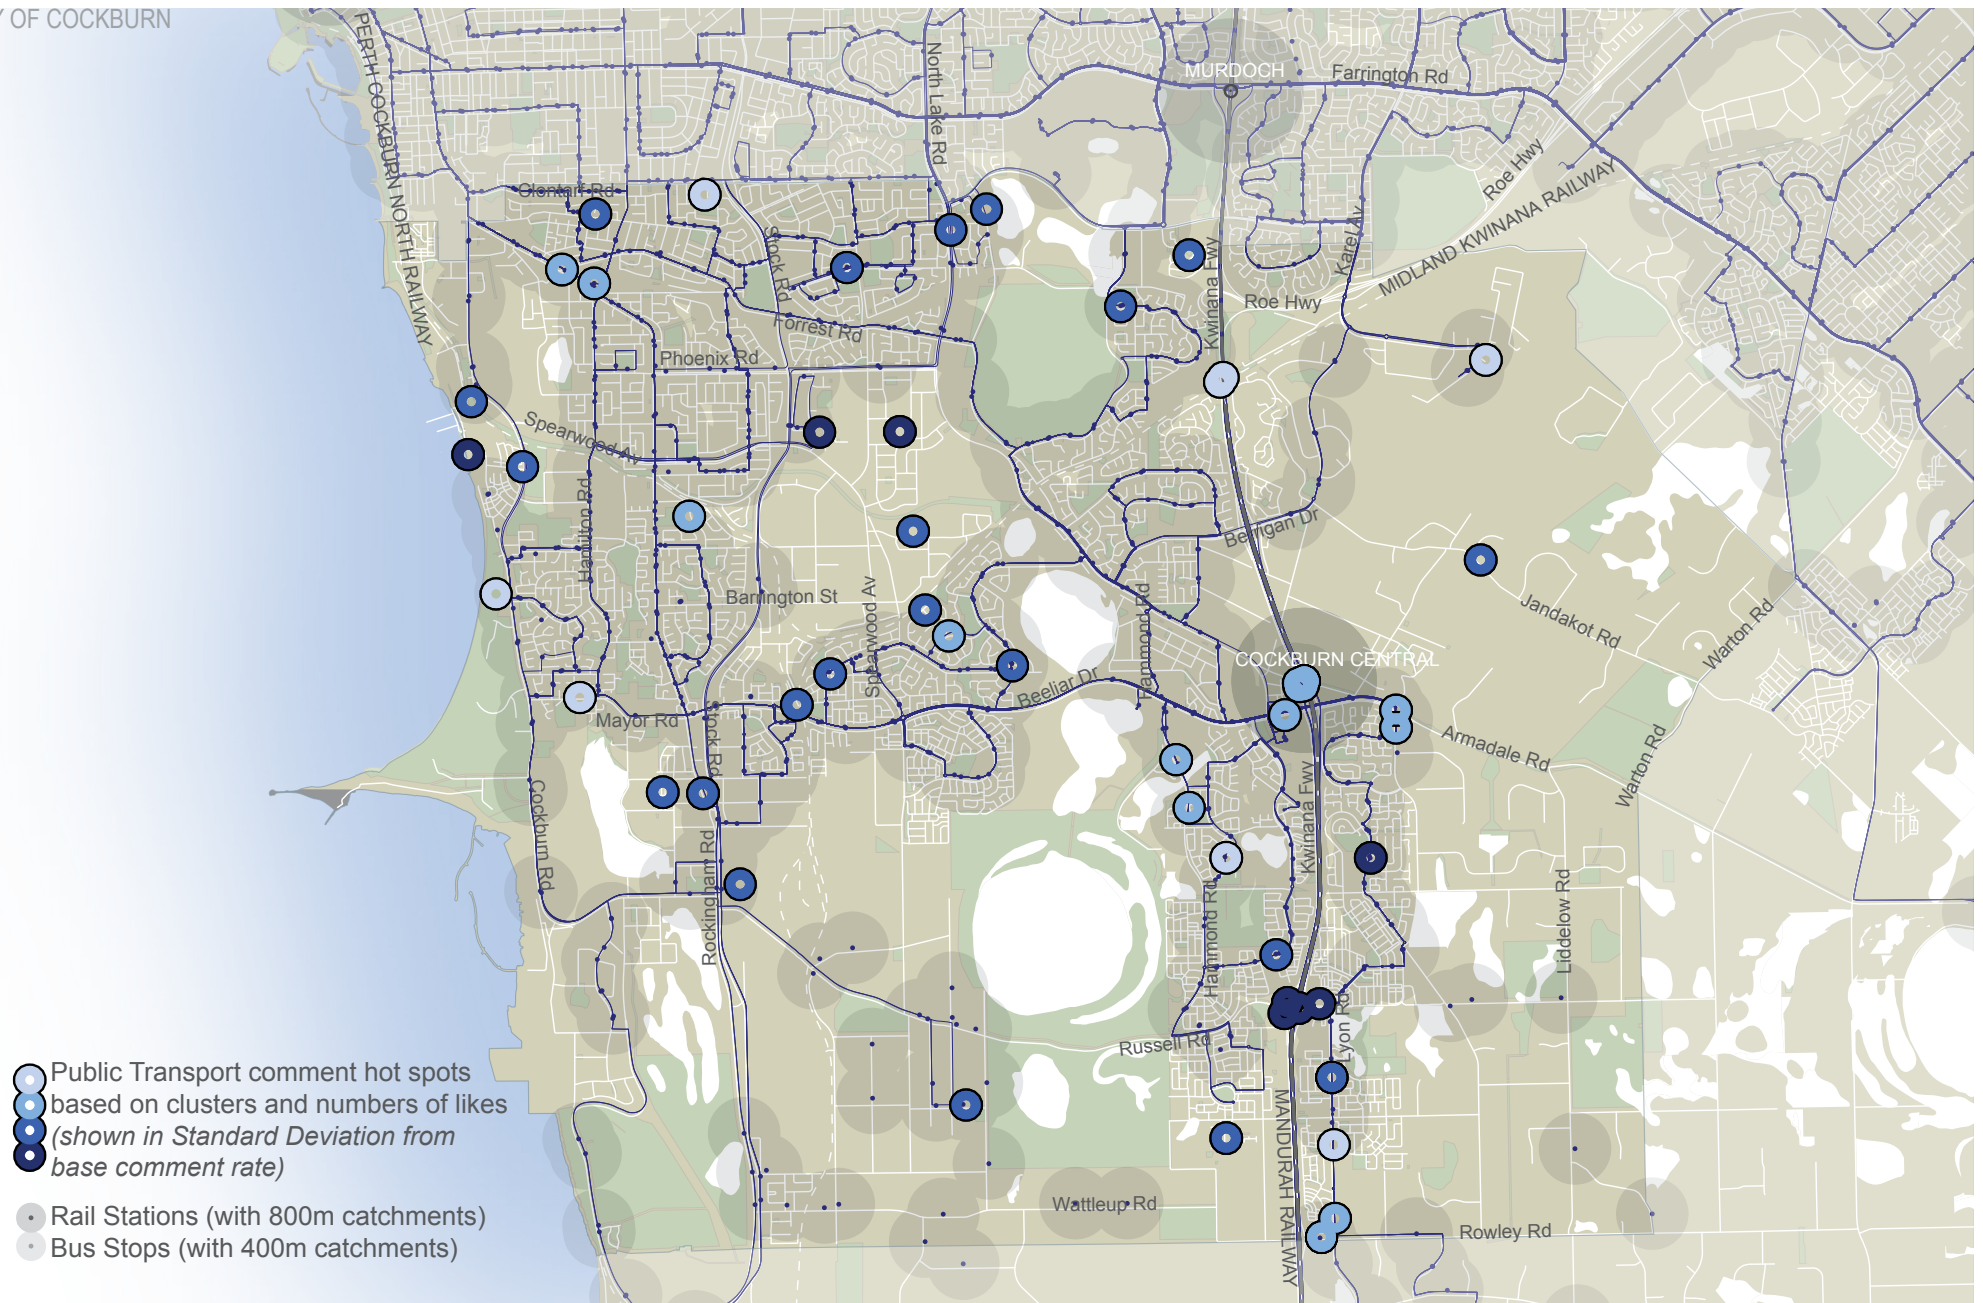 Y OF COCKBURN
PERTH COCKBURN NORTH RAILWAY
North Lake Rd
MURDOCH
Farrington Rd
Roe Hwy
MIDLAND KWINANA RAILWAY
Karel Av
Clontarf Rd
Stock Rd
Kwinana Fwy
Roe Hwy
Forrest Rd
Phoenix Rd
Spearwood Av
Hamilton Rd
Berrigan Dr
Barrington St
Spearwood Av
Hammond Rd
Jandakot Rd
Warton Rd
COCKBURN CENTRAL
Beeliar Dr
Mayor Rd
Stock Rd
Armadale Rd
Warton Rd
Cockburn Rd
Kwinana Fwy
Rockingham Rd
Hammond Rd
Liddelow Rd
Lyon Rd
Russell Rd
MANDURAH RAILWAY
Wattleup Rd
Rowley Rd
Public Transport comment hot spots
based on clusters and numbers of likes
(shown in Standard Deviation from
base comment rate)
Rail Stations (with 800m catchments)
Bus Stops (with 400m catchments)